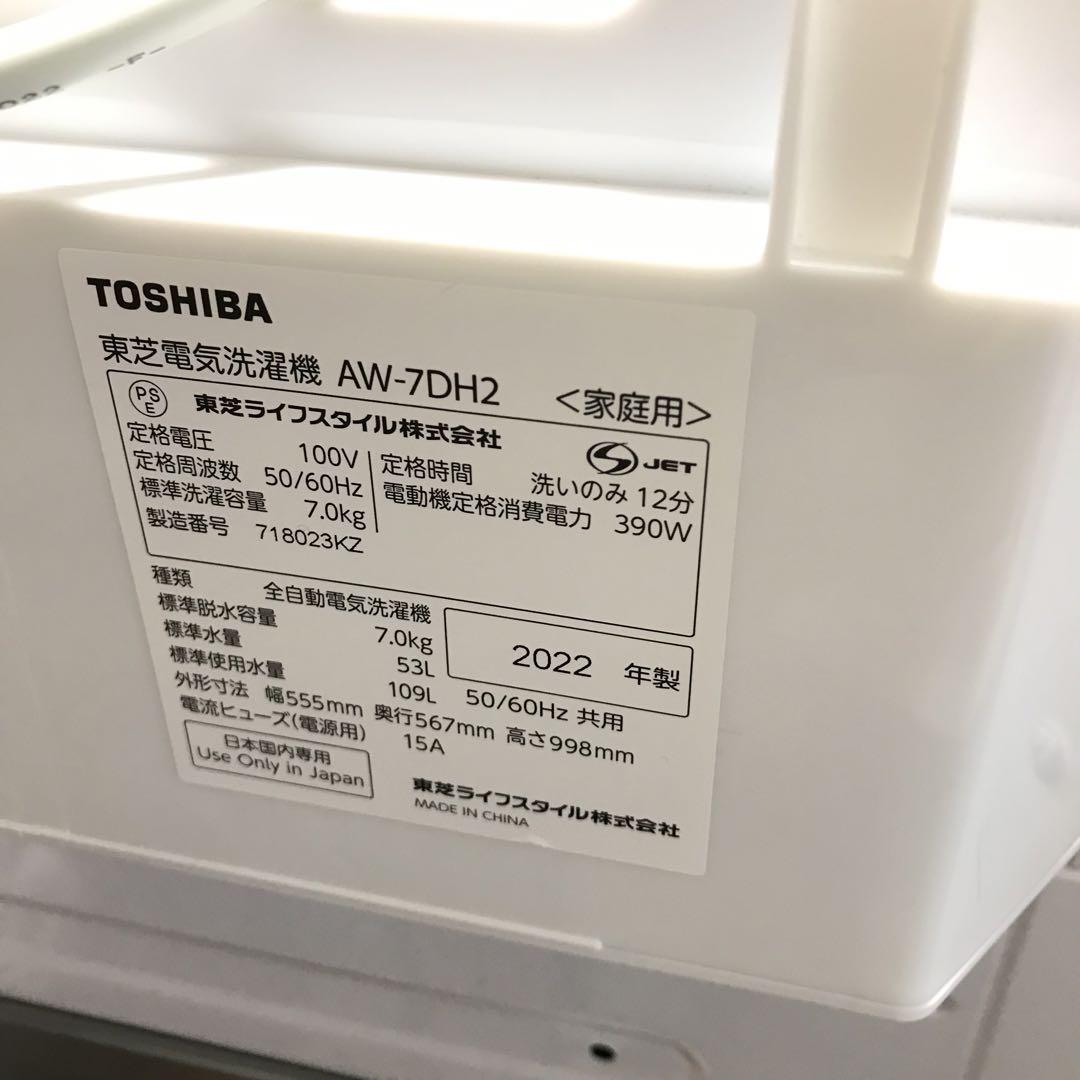 -F-
TOSHIBA
東芝電気洗濯機 AW-7DH2 <家庭用>
PSE 東芝ライフスタイル株式会社
S JET
定格電圧 100V
定格周波数 50/60Hz
標準洗濯容量 7.0kg
製造番号 718023KZ
定格時間 洗いのみ 12分
電動機定格消費電力 390W
種類 全自動電気洗濯機
標準脱水容量 7.0kg
標準水量 53L
標準使用水量 109L 50/60Hz 共用
外形寸法 幅555mm 奥行567mm 高さ998mm
電流ヒューズ(電源用) 15A
2022 年製
日本国内専用
Use Only in Japan
東芝ライフスタイル株式会社
MADE IN CHINA